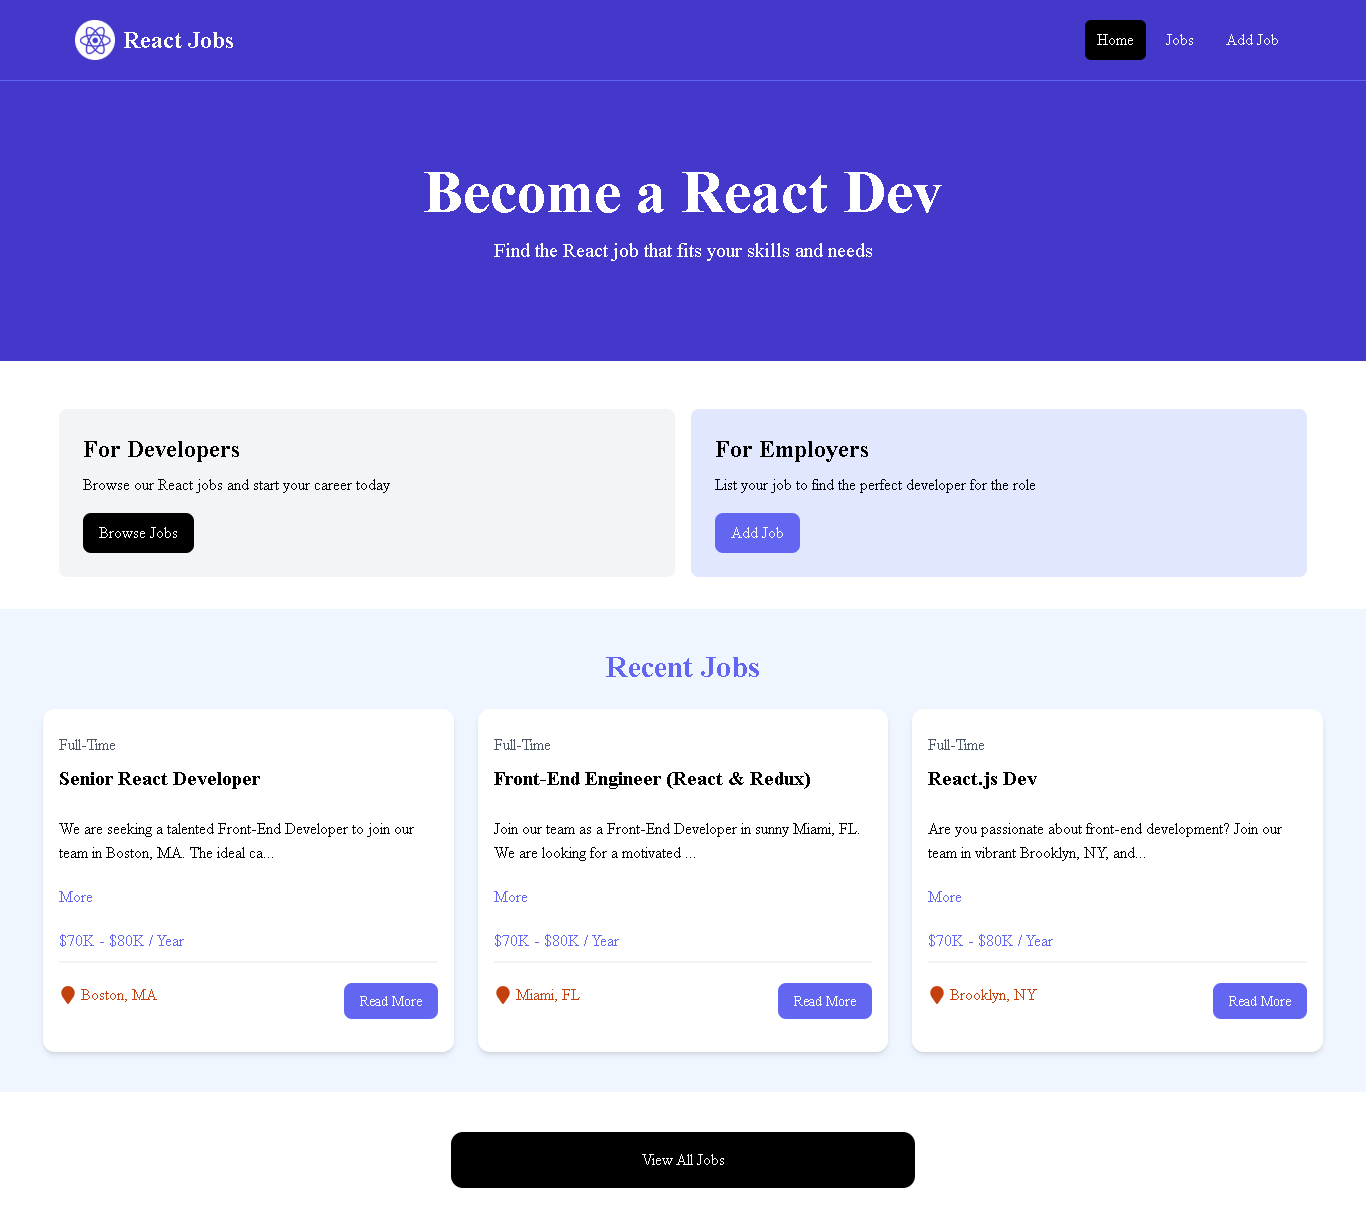 React Jobs
Home
Jobs
Add Job
Become a React Dev
Find the React job that fits your skills and needs
For Developers
Browse our React jobs and start your career today
Browse Jobs
For Employers
List your job to find the perfect developer for the role
Add Job
Recent Jobs
Full-Time
Senior React Developer
We are seeking a talented Front-End Developer to join our
team in Boston, MA. The ideal ca...
More
$70K - $80K / Year
Boston, MA
Read More
Full-Time
Front-End Engineer (React & Redux)
Join our team as a Front-End Developer in sunny Miami, FL.
We are looking for a motivated ...
More
$70K - $80K / Year
Miami, FL
Read More
Full-Time
React.js Dev
Are you passionate about front-end development? Join our
team in vibrant Brooklyn, NY, and...
More
$70K - $80K / Year
Brooklyn, NY
Read More
View All Jobs